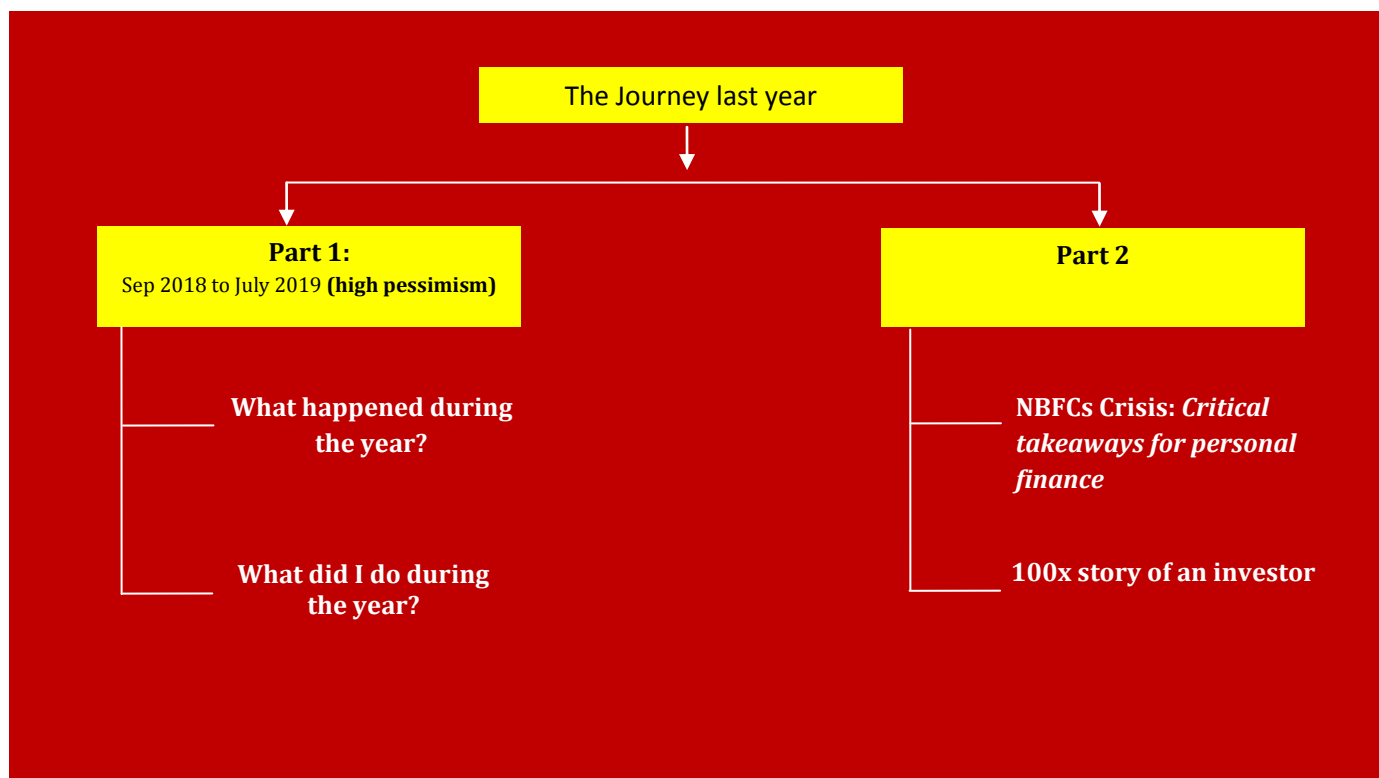 The Journey last year
Part 1:
Sep 2018 to July 2019 (high pessimism)
What happened during
the year?
What did I do during
the year?
Part 2
NBFCs Crisis: Critical
takeaways for personal
finance
100x story of an investor